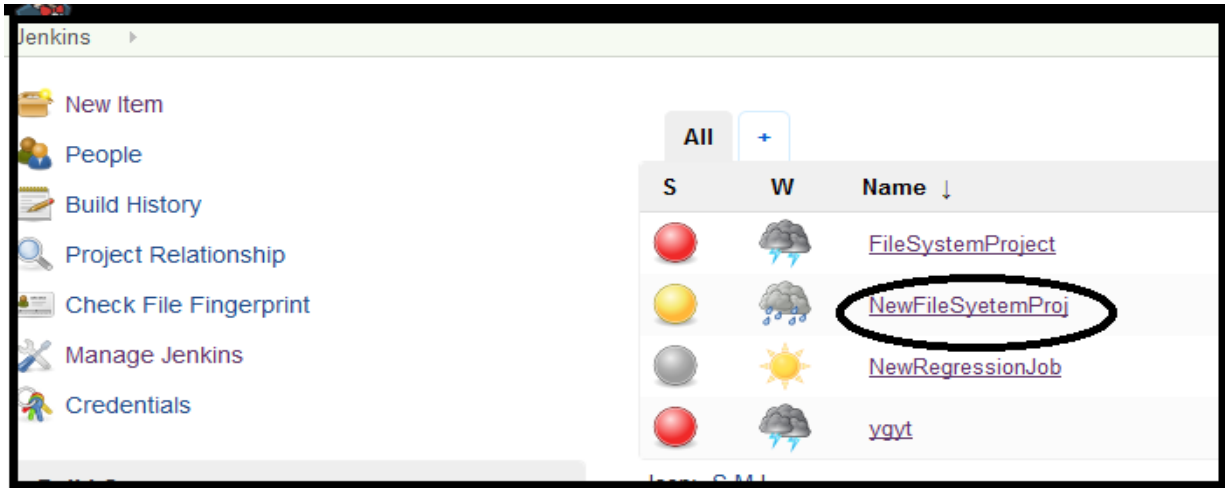 Jenkins
New Item
People
Build History
Project Relationship
Check File Fingerprint
Manage Jenkins
Credentials
All +
S W Name ↓
FileSystemProject
NewFileSyetemProj
NewRegressionJob
ygyt
S M L